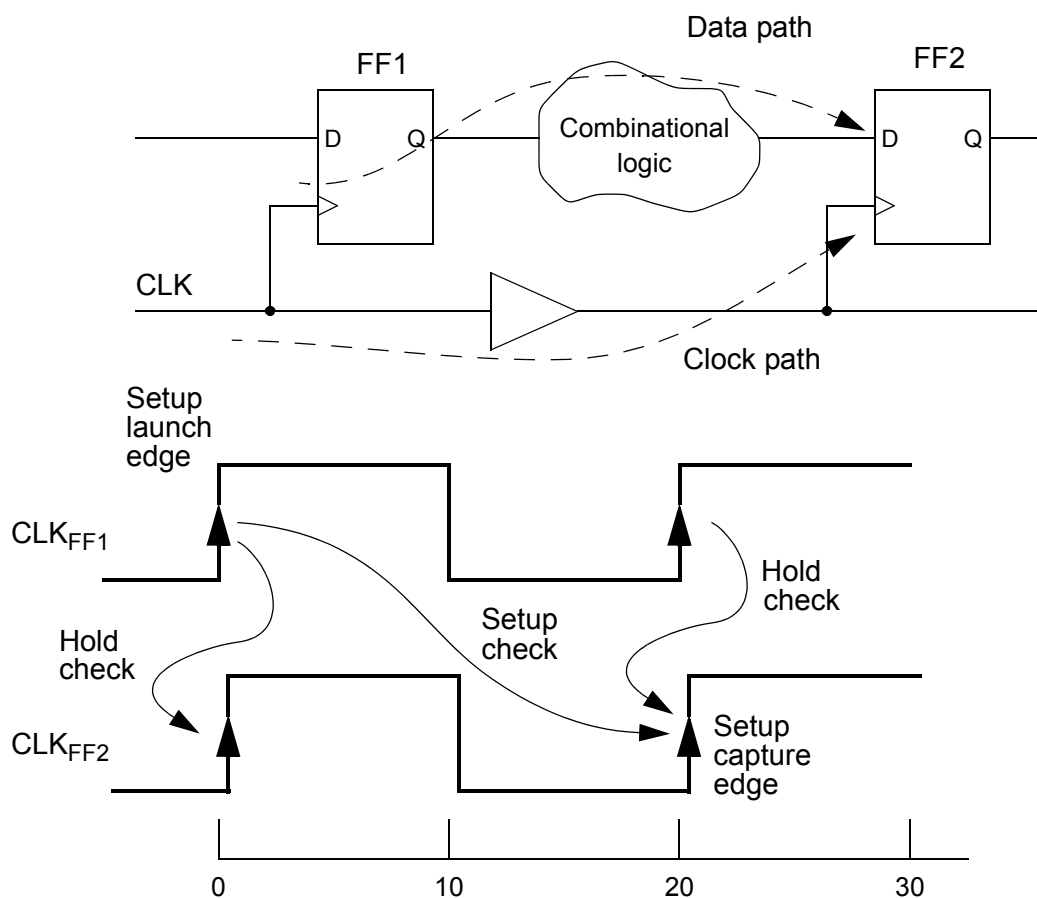 Data path
FF1
FF2
D
Q
Combinational
logic
D
Q
CLK
Clock path
Setup
launch
edge
CLKFF1
Hold
check
Setup
check
Hold
check
CLKFF2
Setup
capture
edge
0
10
20
30